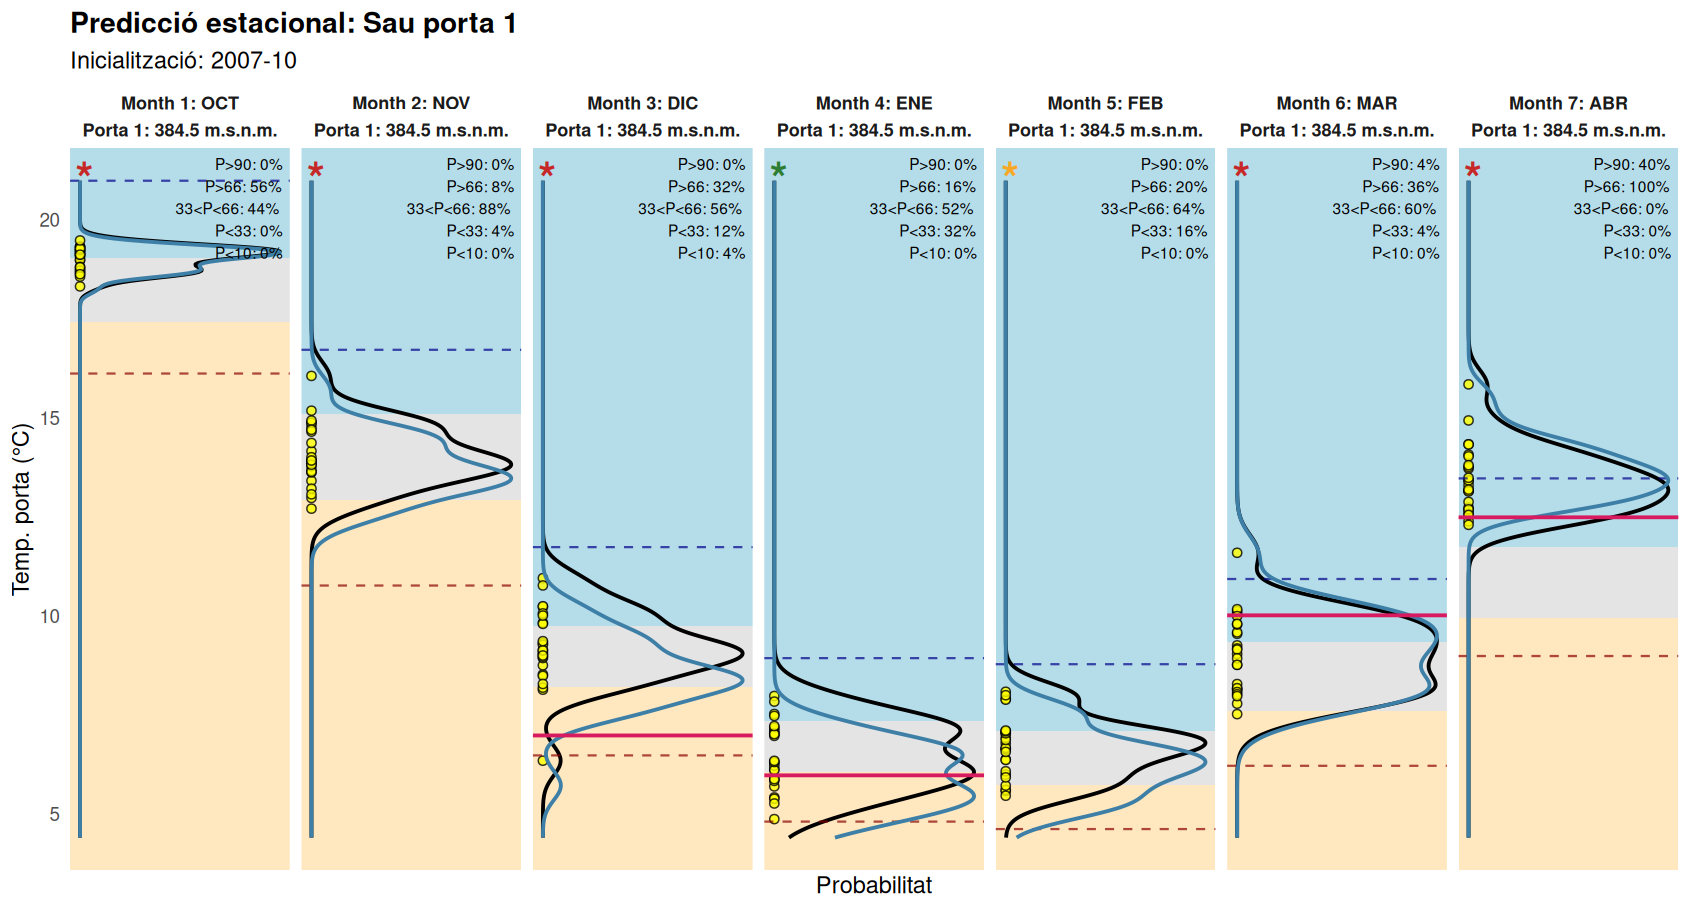 Predicció estacional: Sau porta 1
Inicialització: 2007-10
Month 1: OCT
Porta 1: 384.5 m.s.n.m.
Month 2: NOV
Porta 1: 384.5 m.s.n.m.
Month 3: DIC
Porta 1: 384.5 m.s.n.m.
Month 4: ENE
Porta 1: 384.5 m.s.n.m.
Month 5: FEB
Porta 1: 384.5 m.s.n.m.
Month 6: MAR
Porta 1: 384.5 m.s.n.m.
Month 7: ABR
Porta 1: 384.5 m.s.n.m.
*
P>90: 0%
P>66: 56%
33<P<66: 44%
P<33: 0%
P<10: 0%
*
P>90: 0%
P>66: 8%
33<P<66: 88%
P<33: 4%
P<10: 0%
*
P>90: 0%
P>66: 32%
33<P<66: 56%
P<33: 12%
P<10: 4%
*
P>90: 0%
P>66: 16%
33<P<66: 52%
P<33: 32%
P<10: 0%
*
P>90: 0%
P>66: 20%
33<P<66: 64%
P<33: 16%
P<10: 0%
*
P>90: 4%
P>66: 36%
33<P<66: 60%
P<33: 4%
P<10: 0%
*
P>90: 40%
P>66: 100%
33<P<66: 0%
P<33: 0%
P<10: 0%
20
15
10
5
Temp. porta (°C)
Probabilitat